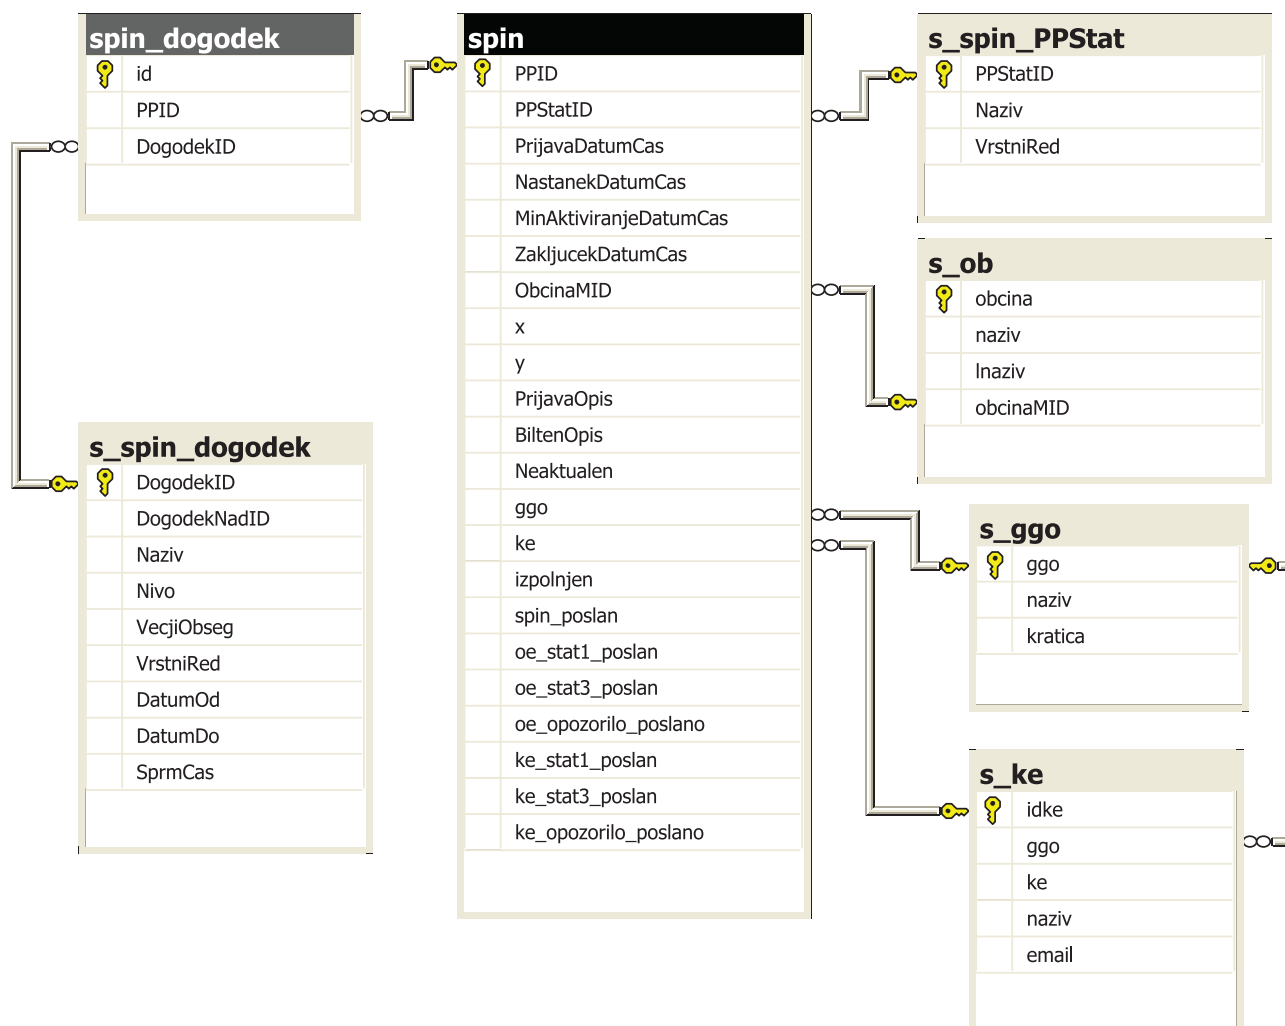 spin_dogodek
id
PPID
DogodekID
s_spin_dogodek
DogodekID
DogodekNadID
Naziv
Nivo
VecjiObseg
VrstniRed
DatumOd
DatumDo
SprmCas
spin
PPID
PPStatID
PrijavaDatumCas
NastanekDatumCas
MinAktiviranjeDatumCas
ZakljucekDatumCas
ObcinaMID
x
y
PrijavaOpis
BiltenOpis
Neaktualen
ggo
ke
izpolnjen
spin_poslan
oe_stat1_poslan
oe_stat3_poslan
oe_opozorilo_poslano
ke_stat1_poslan
ke_stat3_poslan
ke_opozorilo_poslano
s_spin_PPStat
PPStatID
Naziv
VrstniRed
s_ob
obcina
naziv
lnaziv
obcinaMID
s_ggo
ggo
naziv
kratica
s_ke
idke
ggo
ke
naziv
email